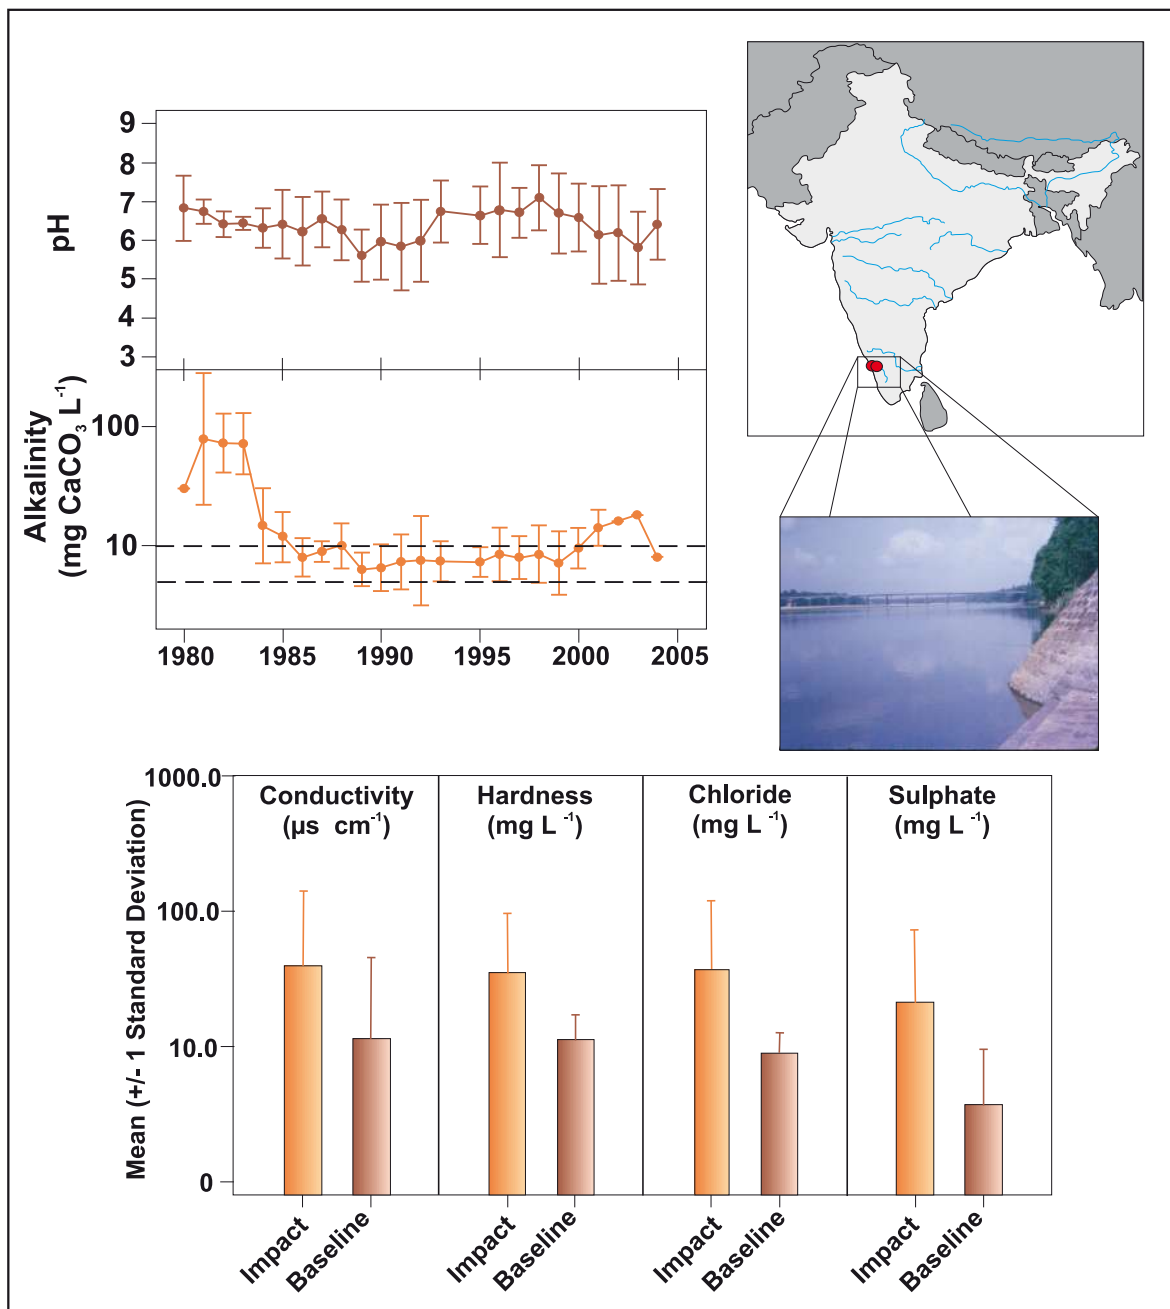 9
8
7
6
5
4
3
pH
100
10
Alkalinity
(mg CaCO₃ L⁻¹)
1980 1985 1990 1995 2000 2005
1000.0
100.0
10.0
0
Mean (+/- 1 Standard Deviation)
Conductivity
(µs cm⁻¹)
Hardness
(mg L⁻¹)
Chloride
(mg L⁻¹)
Sulphate
(mg L⁻¹)
Impact
Baseline
Impact
Baseline
Impact
Baseline
Impact
Baseline